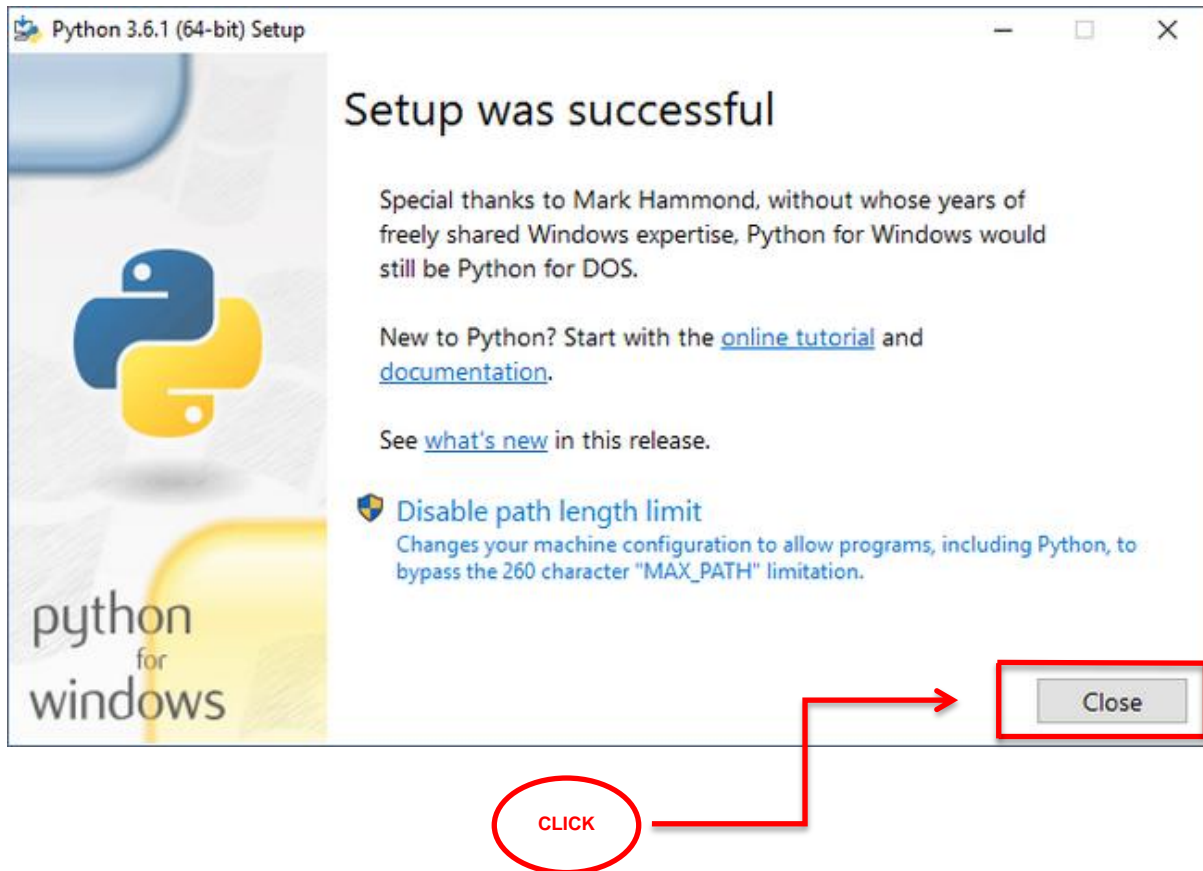 Python 3.6.1 (64-bit) Setup
Setup was successful
Special thanks to Mark Hammond, without whose years of
freely shared Windows expertise, Python for Windows would
still be Python for DOS.
New to Python? Start with the online tutorial and
documentation.
See what's new in this release.
Disable path length limit
Changes your machine configuration to allow programs, including Python, to
bypass the 260 character "MAX_PATH" limitation.
python
for
windows
Close
CLICK